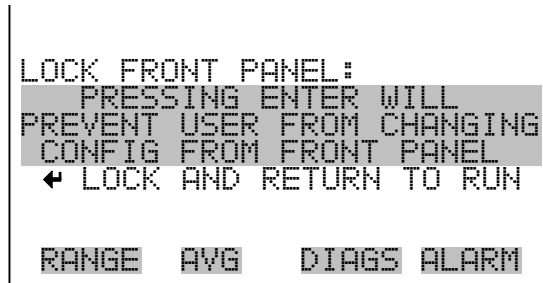 LOCK FRONT PANEL:
PRESSING ENTER WILL
PREVENT USER FROM CHANGING
CONFIG FROM FRONT PANEL
↵ LOCK AND RETURN TO RUN
RANGE AVG DIAGS ALARM